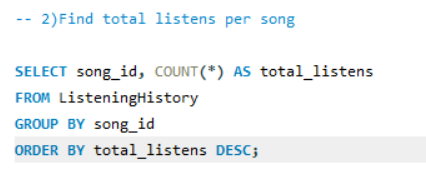 -- 2)Find total listens per song
SELECT song_id, COUNT(*) AS total_listens
FROM ListeningHistory
GROUP BY song_id
ORDER BY total_listens DESC;